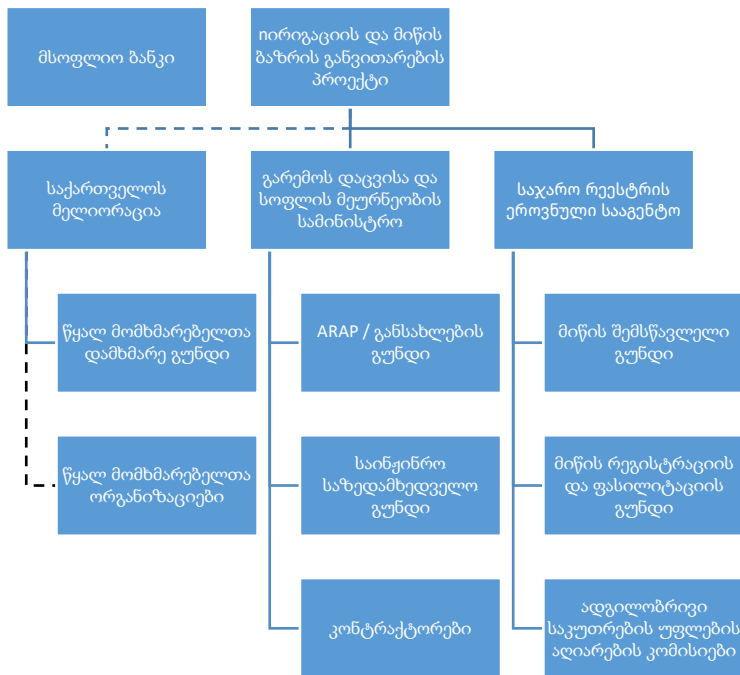 მსოფლიო ბანკი
nირიგაციის და მიწის
ბაზრის განვითარების
პროექტი
საქართველოს
მელიორაცია
გარემოს დაცვისა და
სოფლის მეურნეობის
სამინისტრო
საჯარო რეესტრის
ეროვნული სააგენტო
წყალ მომხმარებელთა
დამხმარე გუნდი
ARAP / განსახლების
გუნდი
მიწის შემსწავლელი
გუნდი
წყალ მომხმარებელთა
ორგანიზაციები
საინჟინრო
საზედამხედველო
გუნდი
მიწის რეგისტრაციის
და ფასილიტაციის
გუნდი
კონტრაქტორები
ადგილობრივი
საკუთრების უფლების
აღიარების კომისიები